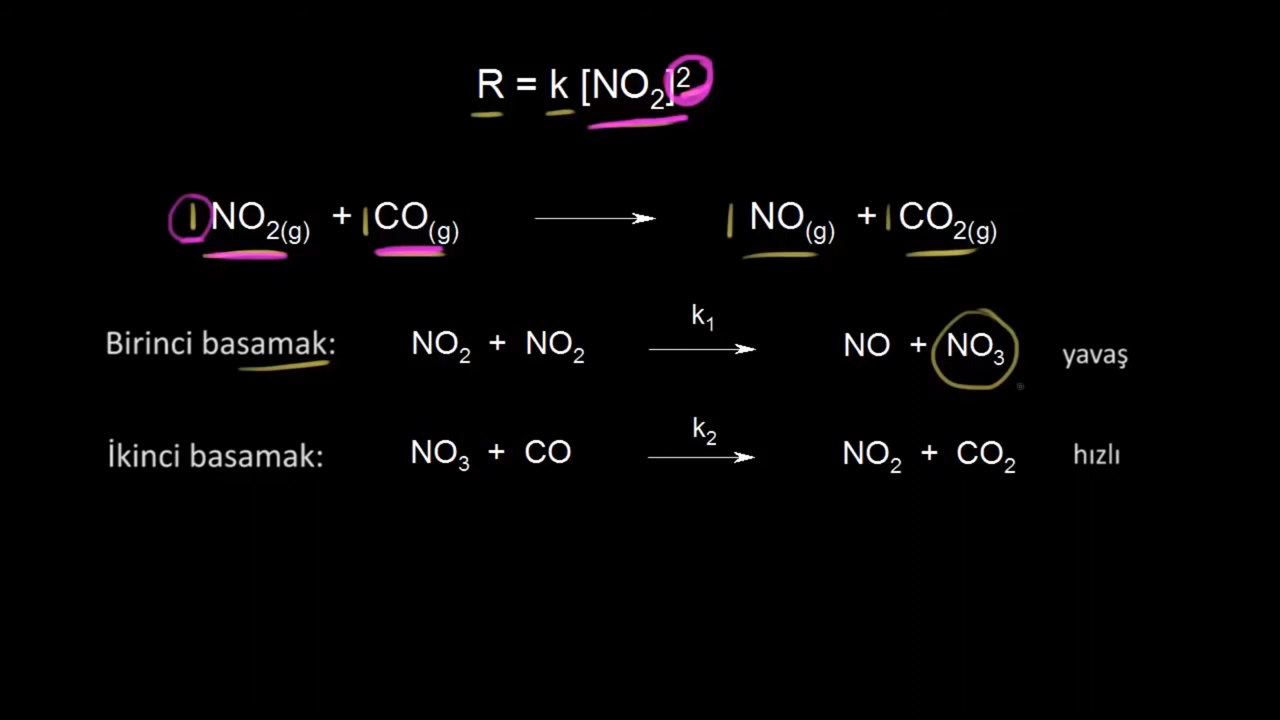 R = k [NO₂]²
1 NO₂(g) + 1 CO(g) → 1 NO(g) + 1 CO₂(g)
Birinci basamak: NO₂ + NO₂ k₁ → NO + NO₃ yavaş
İkinci basamak: NO₃ + CO k₂ → NO₂ + CO₂ hızlı